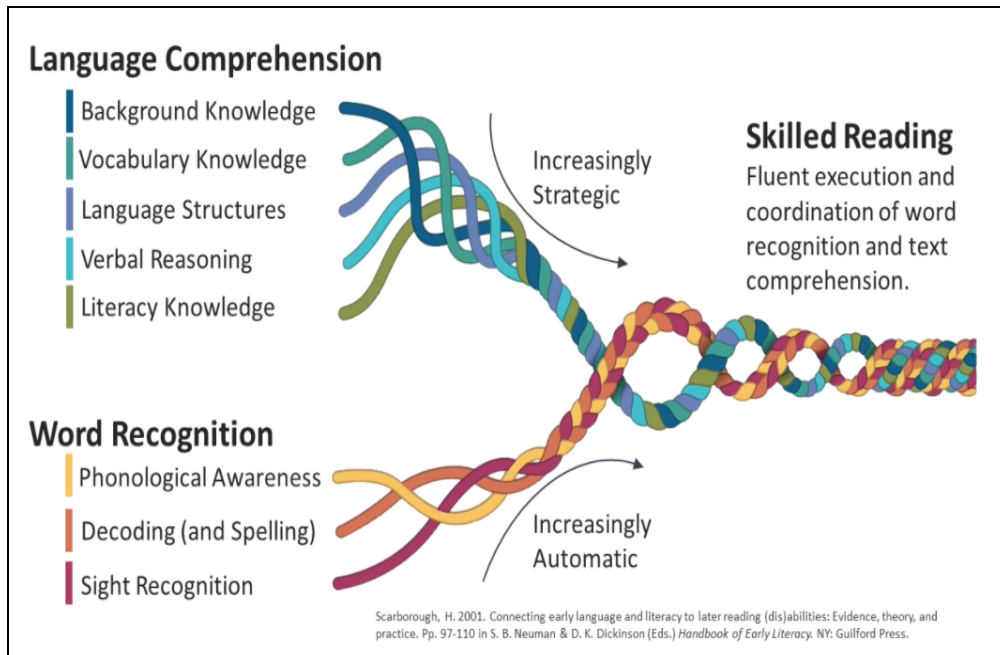 Language Comprehension
Background Knowledge
Vocabulary Knowledge
Language Structures
Verbal Reasoning
Literacy Knowledge
Increasingly
Strategic
Skilled Reading
Fluent execution and
coordination of word
recognition and text
comprehension.
Word Recognition
Phonological Awareness
Decoding (and Spelling)
Sight Recognition
Increasingly
Automatic
Scarborough, H. 2001. Connecting early language and literacy to later reading (dis)abilities: Evidence, theory, and
practice. Pp. 97-110 in S. B. Neuman & D. K. Dickinson (Eds.) Handbook of Early Literacy. NY: Guilford Press.